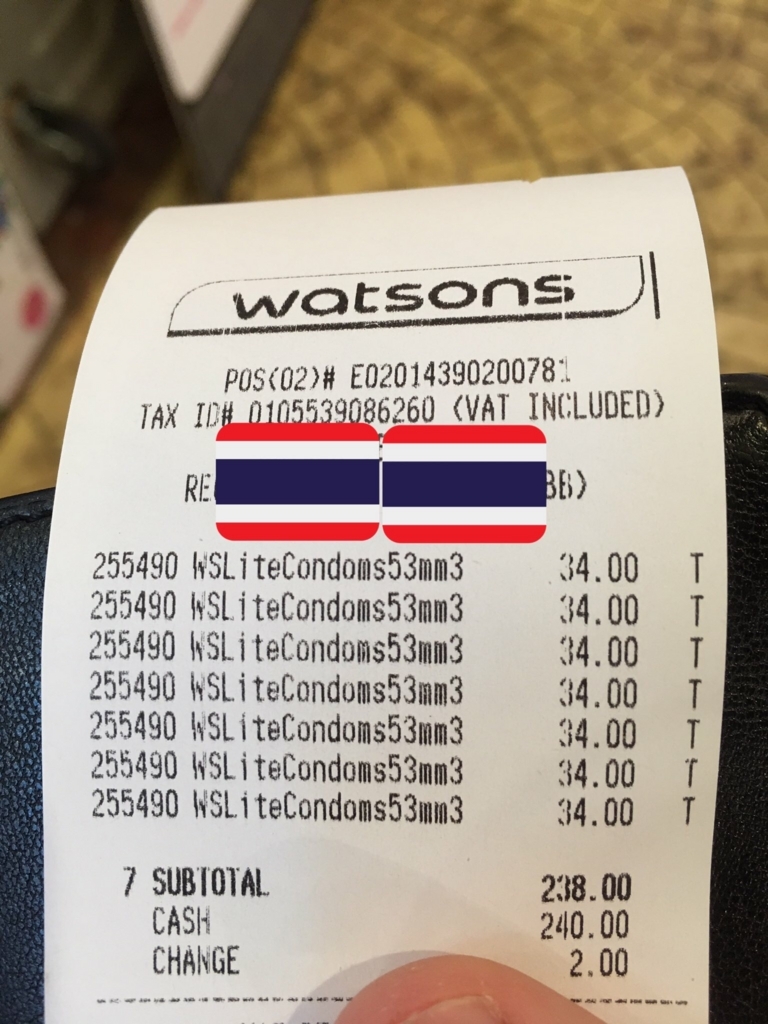 watsons
POS(02)# E02014390200781
TAX ID# 0105539086260 (VAT INCLUDED)
255490 WSLiteCondoms53mm3 34.00 T
255490 WSLiteCondoms53mm3 34.00 T
255490 WSLiteCondoms53mm3 34.00 T
255490 WSLiteCondoms53mm3 34.00 T
255490 WSLiteCondoms53mm3 34.00 T
255490 WSLiteCondoms53mm3 34.00 T
255490 WSLiteCondoms53mm3 34.00 T
7 SUBTOTAL 238.00
CASH 240.00
CHANGE 2.00